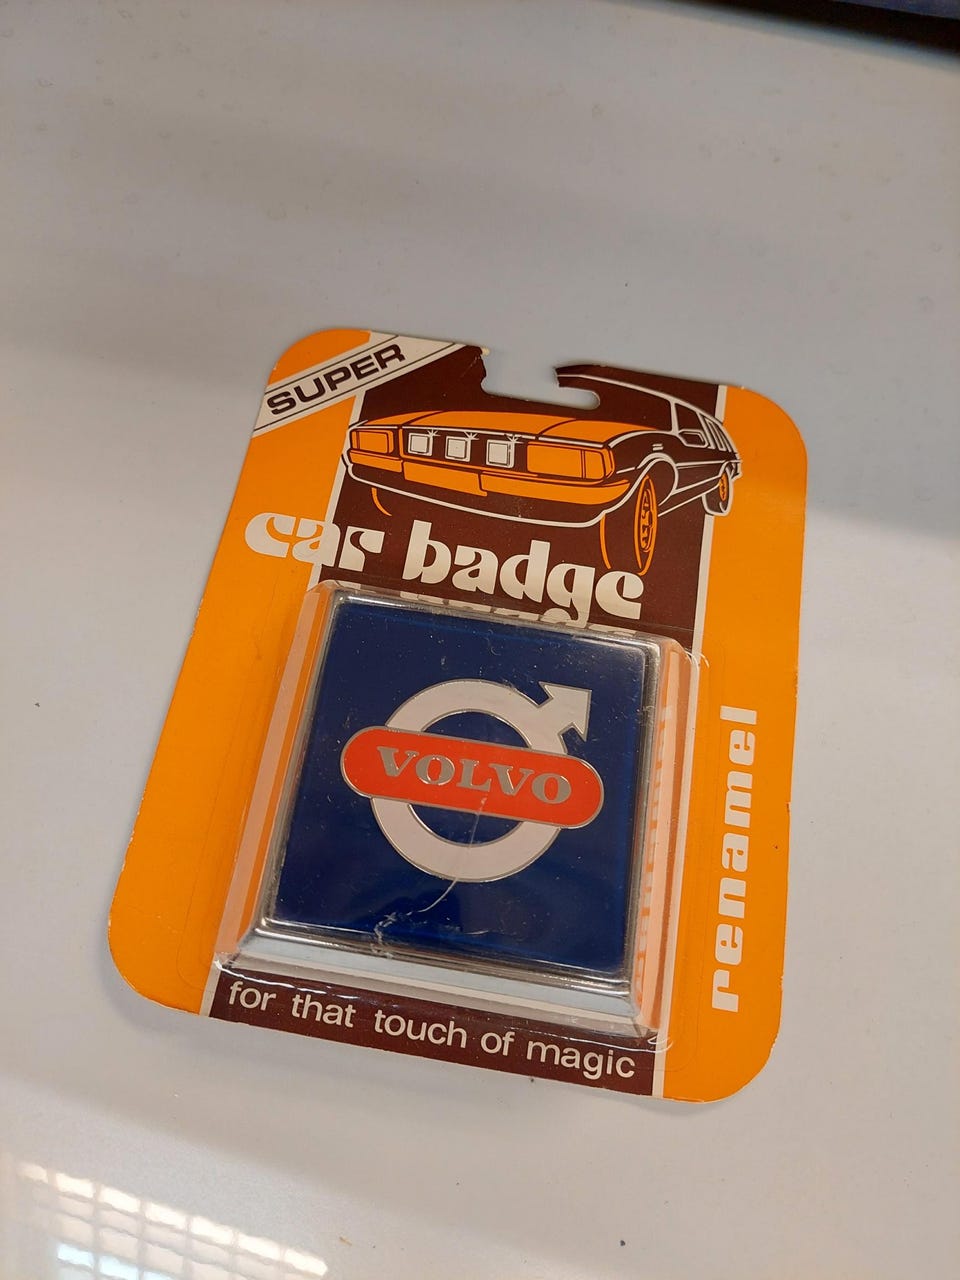 SUPER
car badge
VOLVO
renamel
for that touch of magic